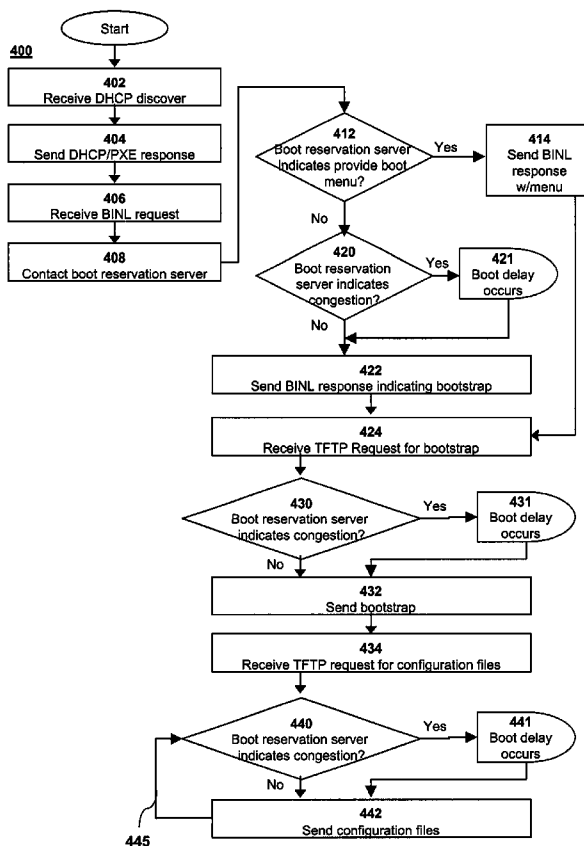 Start
400
402
Receive DHCP discover
404
Send DHCP/PXE response
406
Receive BINL request
408
Contact boot reservation server
412
Boot reservation server
indicates provide boot
menu?
Yes
No
414
Send BINL
response
w/menu
420
Boot reservation
server indicates
congestion?
Yes
No
421
Boot delay
occurs
422
Send BINL response indicating bootstrap
424
Receive TFTP Request for bootstrap
430
Boot reservation server
indicates congestion?
Yes
No
431
Boot delay
occurs
432
Send bootstrap
434
Receive TFTP request for configuration files
440
Boot reservation server
indicates congestion?
Yes
No
441
Boot delay
occurs
442
Send configuration files
445